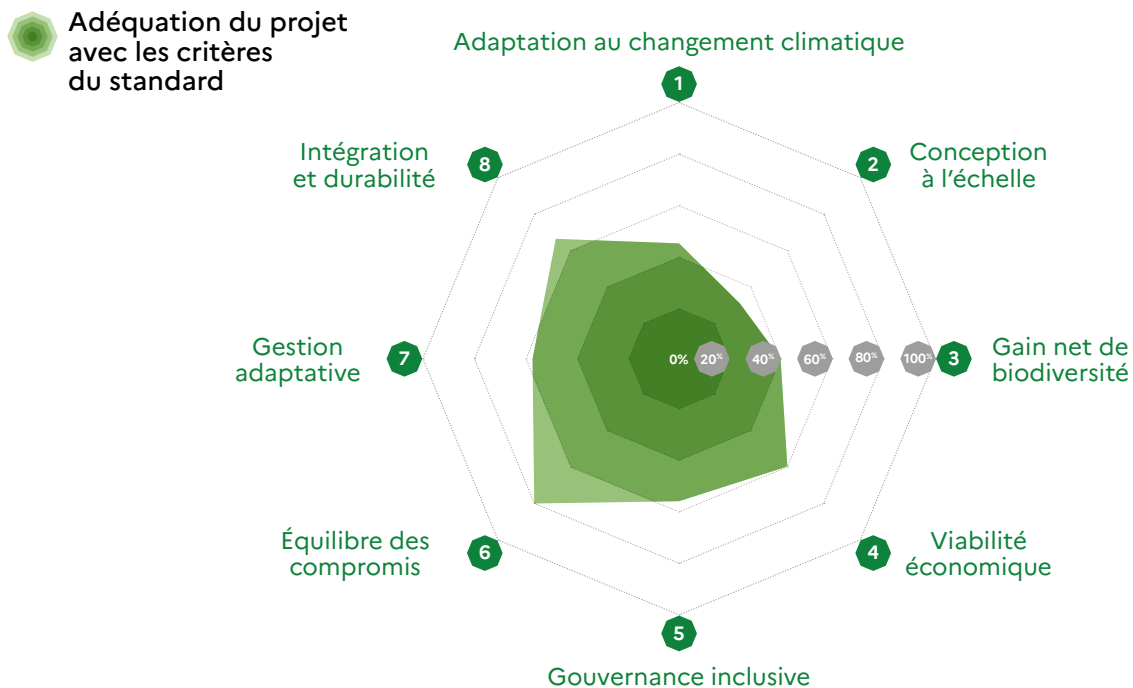 Adéquation du projet
avec les critères
du standard
Adaptation au changement climatique
1
2
Conception
à l'échelle
3
Gain net de
biodiversité
4
Viabilité
économique
5
Gouvernance inclusive
6
Équilibre des
compromis
7
Gestion
adaptative
8
Intégration
et durabilité
0% 20% 40% 60% 80% 100%